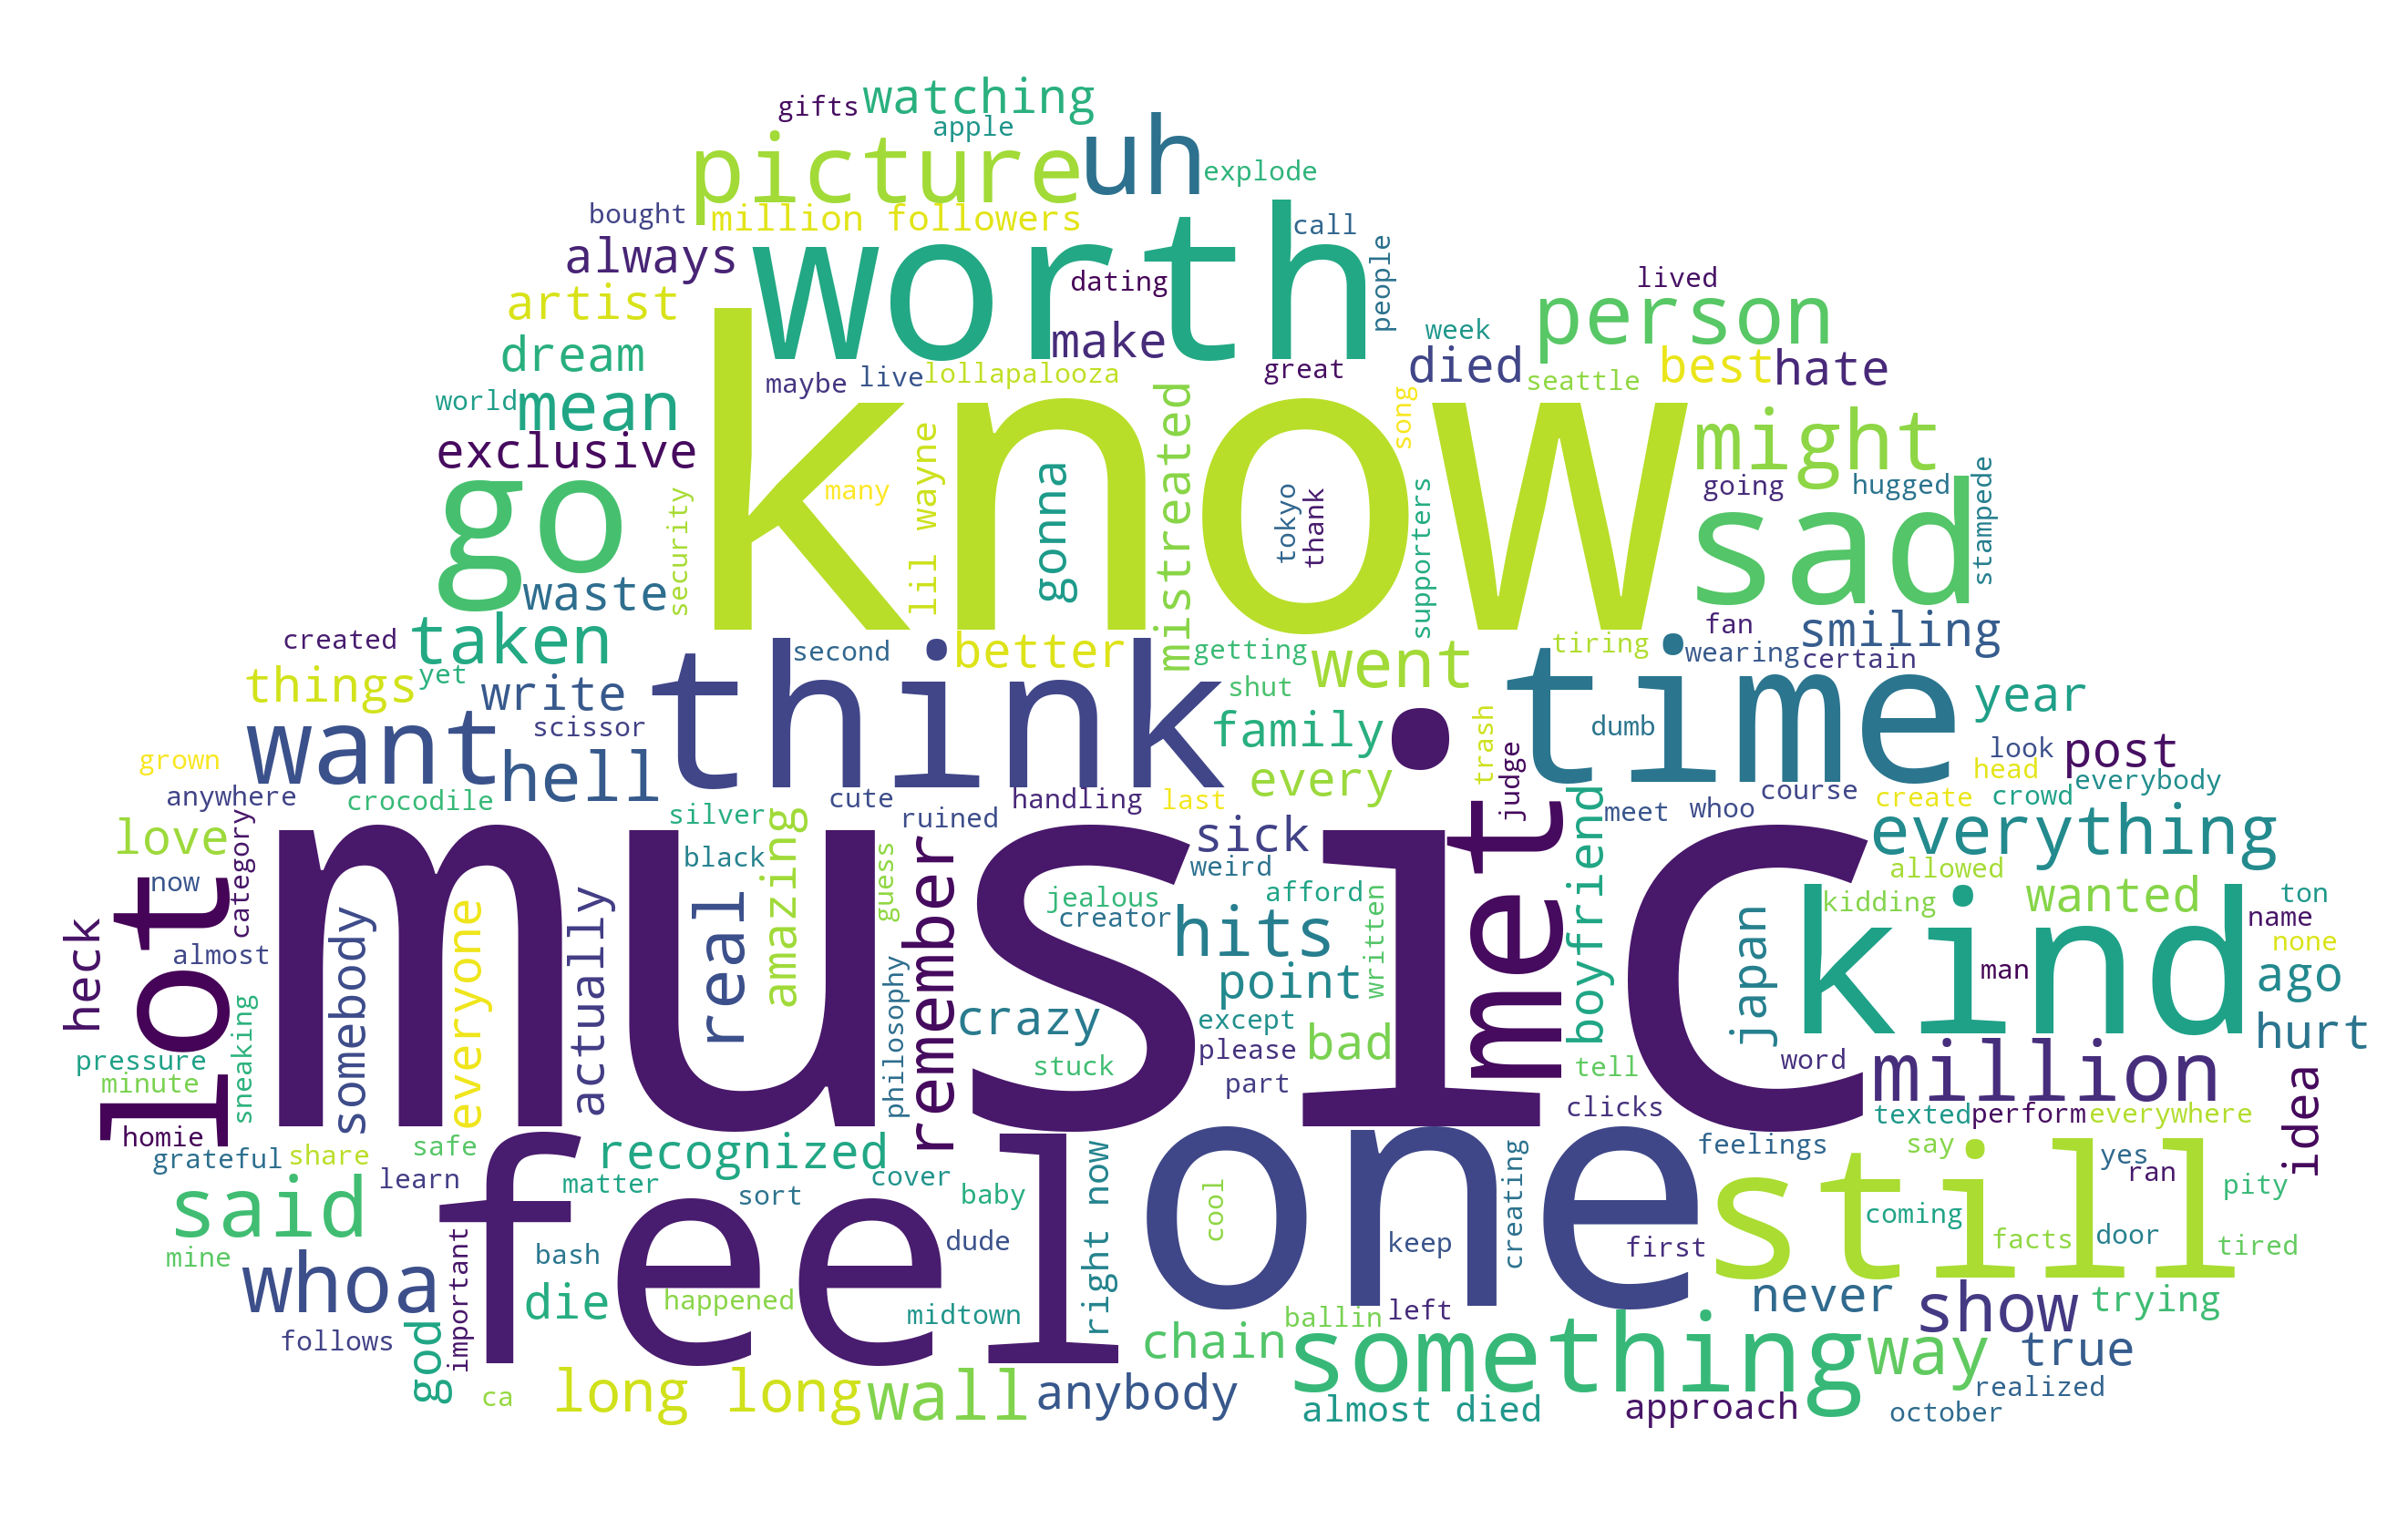 gifts watching
apple
picture uh explode
bought million followers call
always worth people
artist dating lived
dream make week person
maybe live lollapalooza great died best hate
world mean song seattle
exclusive know might
go many lil wayne gonna mistreated tokyo thank supporters going hugged stampede
security sad
waste
created taken second better getting went tiring fan smiling
things yet write think shut wearing certain
want scissor family time year
grown hell every trash judge dumb look post
anywhere crocodile cute handling last meet whoo course head everybody
love silver ruined sick boyfriend create crowd
category black amazing guess weird everything
now music met allowed
lot heck real remember jealous afford kidding wanted ton
almost somebody everyone actually creator hits written japan kind name
none
sneaking philosophy crazy point man ago
pressure except please bad word hurt
minute stuck part tell million
homie safe clicks texted perform everywhere idea
grateful share recognized feelings say yes
learn matter sort cover baby creating ran pity
said feel right now cool one still
mine important bash dude keep first coming facts door tired
whoa die happened midtown ballin left never show trying
follows god chain something way true
ca long long wall anybody almost died approach realized
october